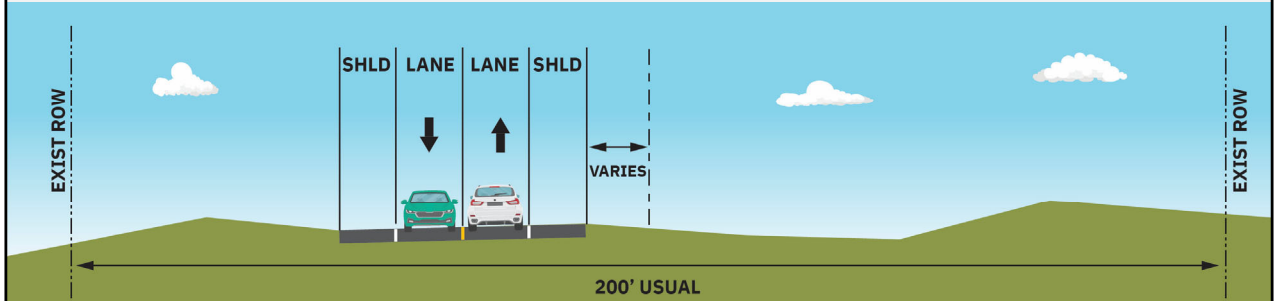 EXIST ROW
SHLD
LANE
LANE
SHLD
VARIES
EXIST ROW
200' USUAL